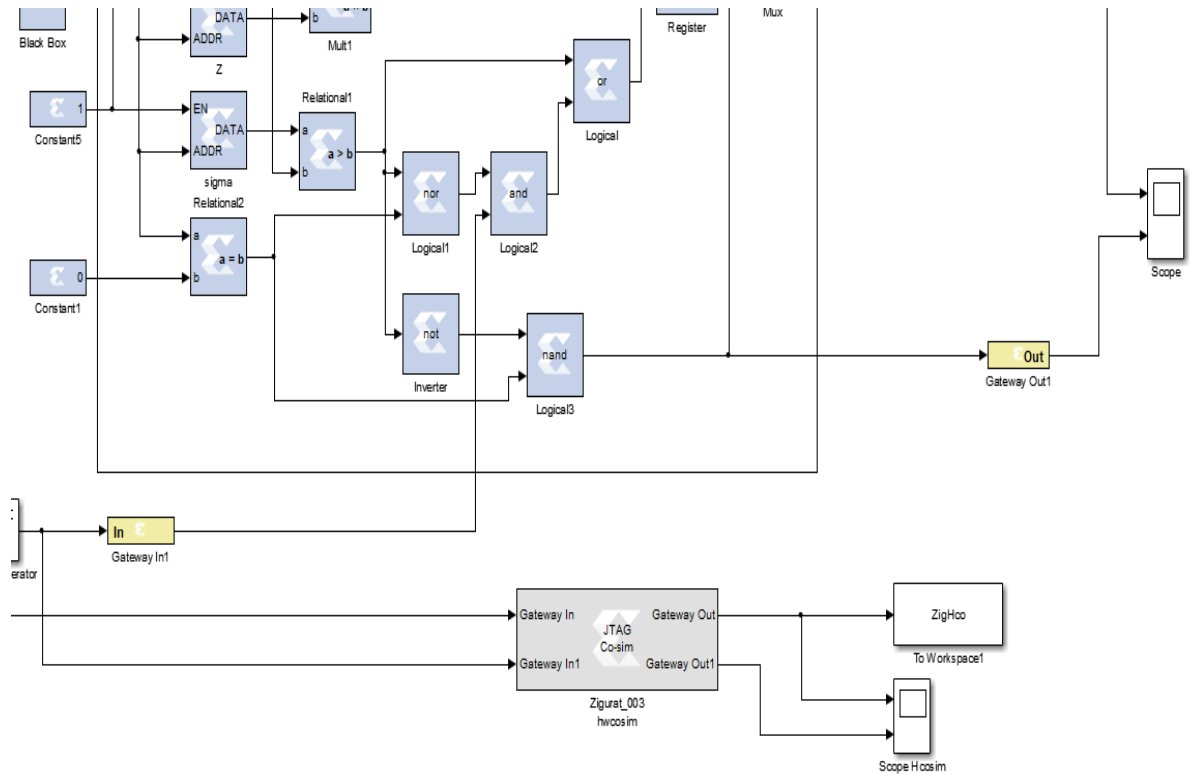 Black Box
DATA
ADDR
Z
b
Mult1
Register
Mux
1
Constant5
EN
DATA
ADDR
sigma
Relational1
a
a > b
b
or
Logical
nor
Logical1
and
Logical2
Relational2
a
a = b
b
0
Constant1
not
Inverter
nand
Logical3
Scope
Out
Gateway Out1
In
Gateway In1
erator
Gateway In
Gateway Out
JTAG
Co-sim
Gateway In1
Gateway Out1
Zigurat_003
hwcosim
ZigHco
To Workspace1
Scope Hcosim